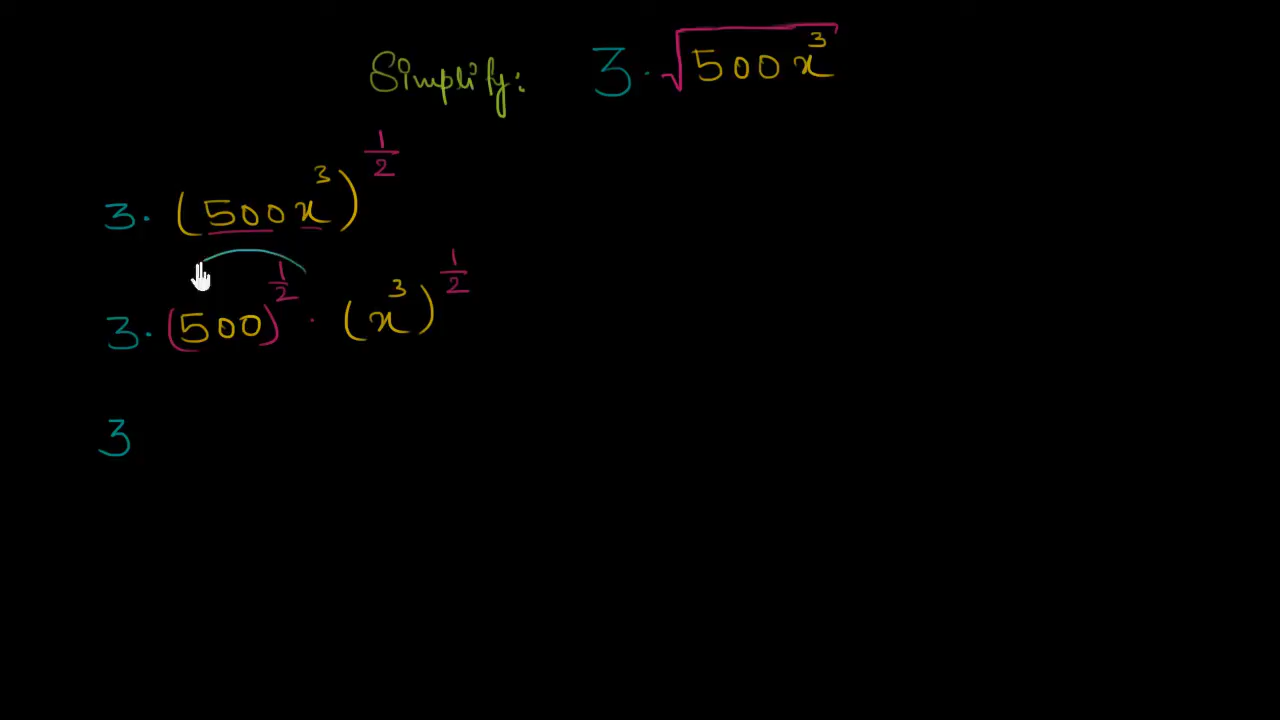 Simplify: 3 · √500x³
3 · (500x³)^½
3 · (500)^½ · (x³)^½
3